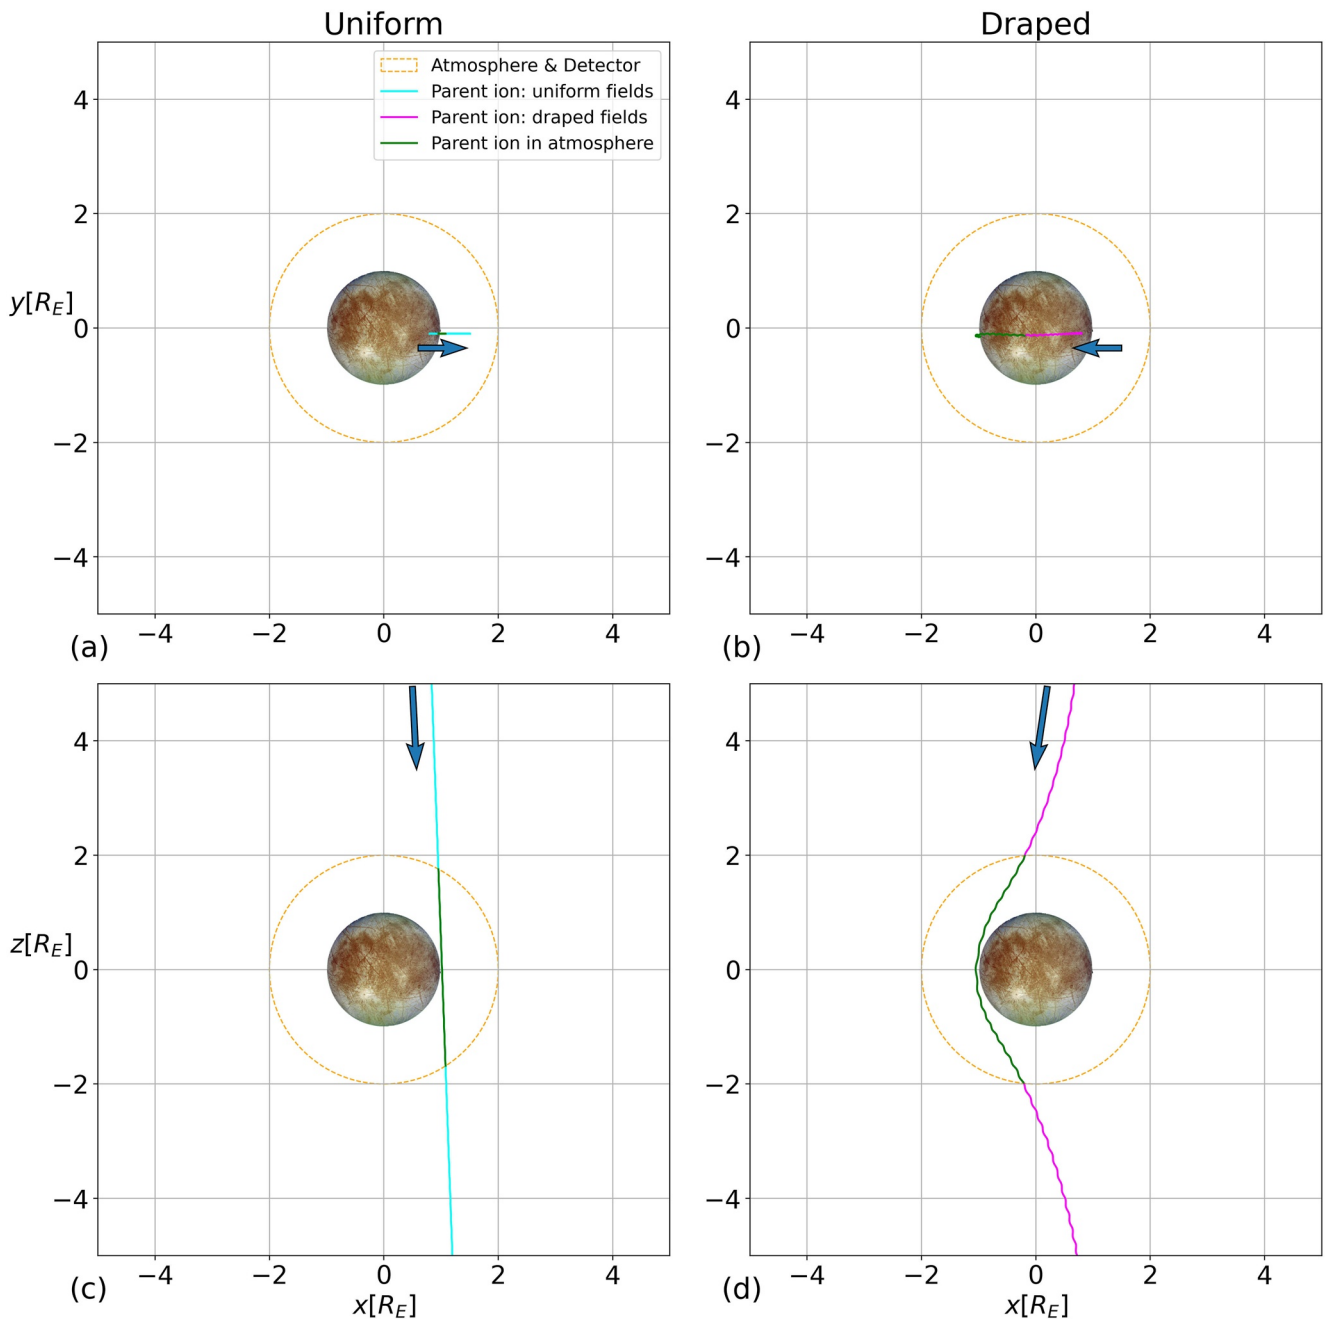 Uniform
Draped
Atmosphere & Detector
Parent ion: uniform fields
Parent ion: draped fields
Parent ion in atmosphere
4
2
0
−2
−4
y[R_E]
−4 −2 0 2 4
(a)
4
2
0
−2
−4
−4 −2 0 2 4
(b)
4
2
0
−2
−4
z[R_E]
−4 −2 0 2 4
(c)
x[R_E]
4
2
0
−2
−4
−4 −2 0 2 4
(d)
x[R_E]